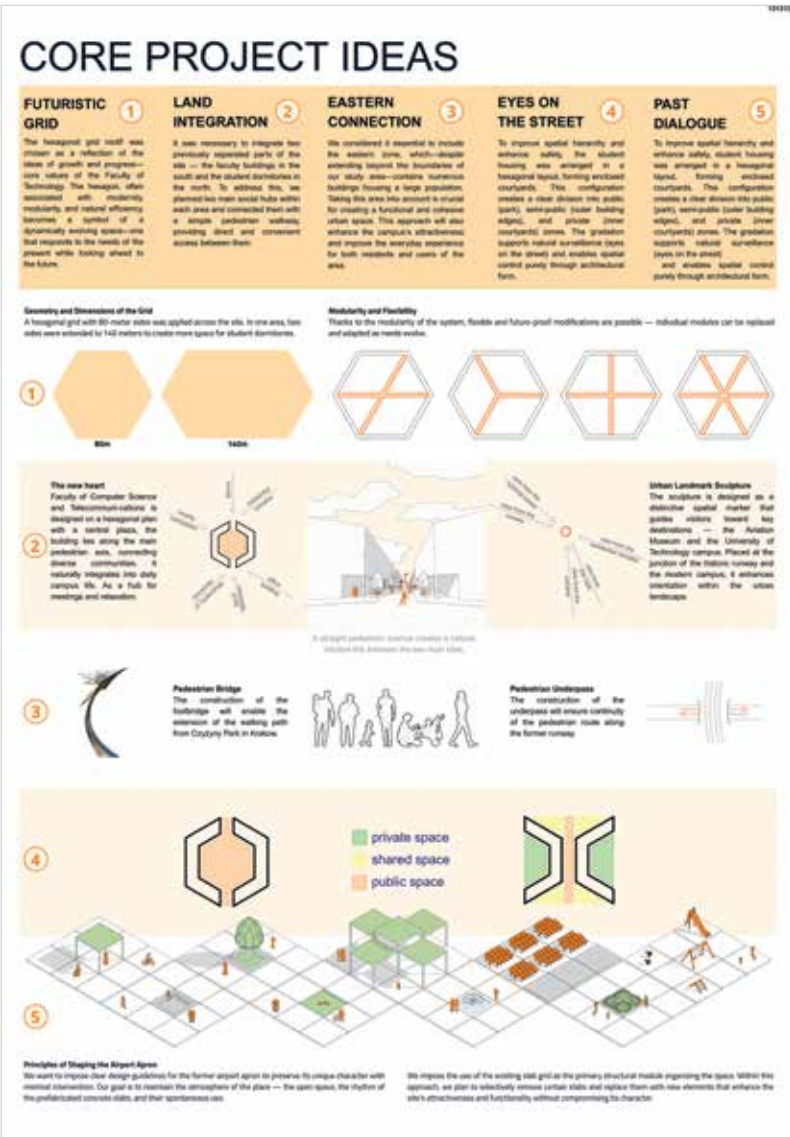 CORE PROJECT IDEAS
FUTURISTIC
GRID
1
The hexagonal grid motif was
chosen as a reflection of the
ideas of growth and progress—
core values of the Faculty of
Technology. The hexagon, often
associated with modernity,
modularity, and natural efficiency
becomes a symbol of a
dynamically evolving space—one
that responds to the needs of the
present while looking ahead to
the future.
LAND
INTEGRATION
2
It was necessary to integrate two
previously separated parts of the
site — the faculty buildings in the
south and the student dormitories in
the north. To address this, we
planned two main social hubs within
each area and connected them with
a simple pedestrian walkway,
providing direct and convenient
access between them.
EASTERN
CONNECTION
3
We considered it essential to include
the eastern zone, which—despite
extending beyond the boundaries of
our study area—contains numerous
buildings housing a large population.
Taking this area into account is crucial
for creating a functional and cohesive
urban space. This approach will also
enhance the campus's attractiveness
and improve the everyday experience
for both residents and users of the
area.
EYES ON
THE STREET
4
To improve spatial hierarchy and
enhance safety, the student
housing was arranged in a
hexagonal layout, forming enclosed
courtyards. This configuration
creates a clear division into public
(park), semi-public (outer building
edges), and private (inner
courtyards) zones. The gradation
supports natural surveillance (eyes
on the street) and enables spatial
control purely through architectural
form.
PAST
DIALOGUE
5
To improve spatial hierarchy and
enhance safety, student housing
was arranged in a hexagonal
layout, forming enclosed
courtyards. This configuration
creates a clear division into public
(park), semi-public (outer building
edges), and private (inner
courtyards) zones. The gradation
supports natural surveillance
(eyes on the street)
and enables spatial control
purely through architectural form.
Geometry and Dimensions of the Grid
A hexagonal grid with 80-meter sides was applied across the site. In one area, two
sides were extended to 140 meters to create more space for student dormitories.
Modularity and Flexibility
Thanks to the modularity of the system, flexible and future-proof modifications are possible — individual modules can be replaced
and adapted as needs evolve.
1
80m
140m
2
The new heart
Faculty of Computer Science
and Telecommuni-cations is
designed on a hexagonal plan
with a central plaza, the
building lies along the main
pedestrian axis, connecting
diverse communities. It
naturally integrates into daily
campus life. As a hub for
meetings and relaxation.
A straight pedestrian avenue creates a natural
link between the two main sites.
Urban Landmark Sculpture
The sculpture is designed as a
distinctive spatial marker that
guides visitors toward key
destinations — the Aviation
Museum and the University of
Technology campus. Placed at the
junction of the historic runway and
the modern campus, it enhances
orientation within the urban
landscape.
3
Pedestrian Bridge
The construction of the
footbridge will enable the
extension of the walking path
from Czyżyny Park in Krakow.
Pedestrian Underpass
The construction of the
underpass will ensure continuity
of the pedestrian route along
the former runway.
4
private space
shared space
public space
5
Principles of Shaping the Airport Apron
We want to impose clear design guidelines for the former airport apron to preserve its unique character with
minimal intervention. Our goal is to maintain the atmosphere of the place — the open space, the rhythm of
the prefabricated concrete slabs, and their spontaneous use.
We impose the use of the existing slab grid as the primary structural module organizing the space. Within this
approach, we plan to selectively remove certain slabs and replace them with new elements that enhance the
site's attractiveness and functionality without compromising its character.